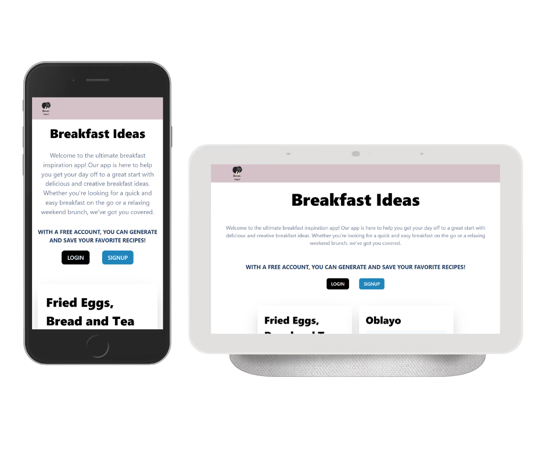 Breakfast Ideas
Welcome to the ultimate breakfast
inspiration app! Our app is here to help
you get your day off to a great start with
delicious and creative breakfast ideas.
Whether you're looking for a quick and
easy breakfast on the go or a relaxing
weekend brunch, we've got you covered.
WITH A FREE ACCOUNT, YOU CAN GENERATE
AND SAVE YOUR FAVORITE RECIPES!
LOGIN
SIGNUP
Fried Eggs,
Bread and Tea
Breakfast Ideas
Welcome to the ultimate breakfast inspiration app! Our app is here to help you get your day off to a great start with
delicious and creative breakfast ideas. Whether you're looking for a quick and easy breakfast on the go or a relaxing
weekend brunch, we've got you covered.
WITH A FREE ACCOUNT, YOU CAN GENERATE AND SAVE YOUR FAVORITE RECIPES!
LOGIN
SIGNUP
Fried Eggs,
Oblayo